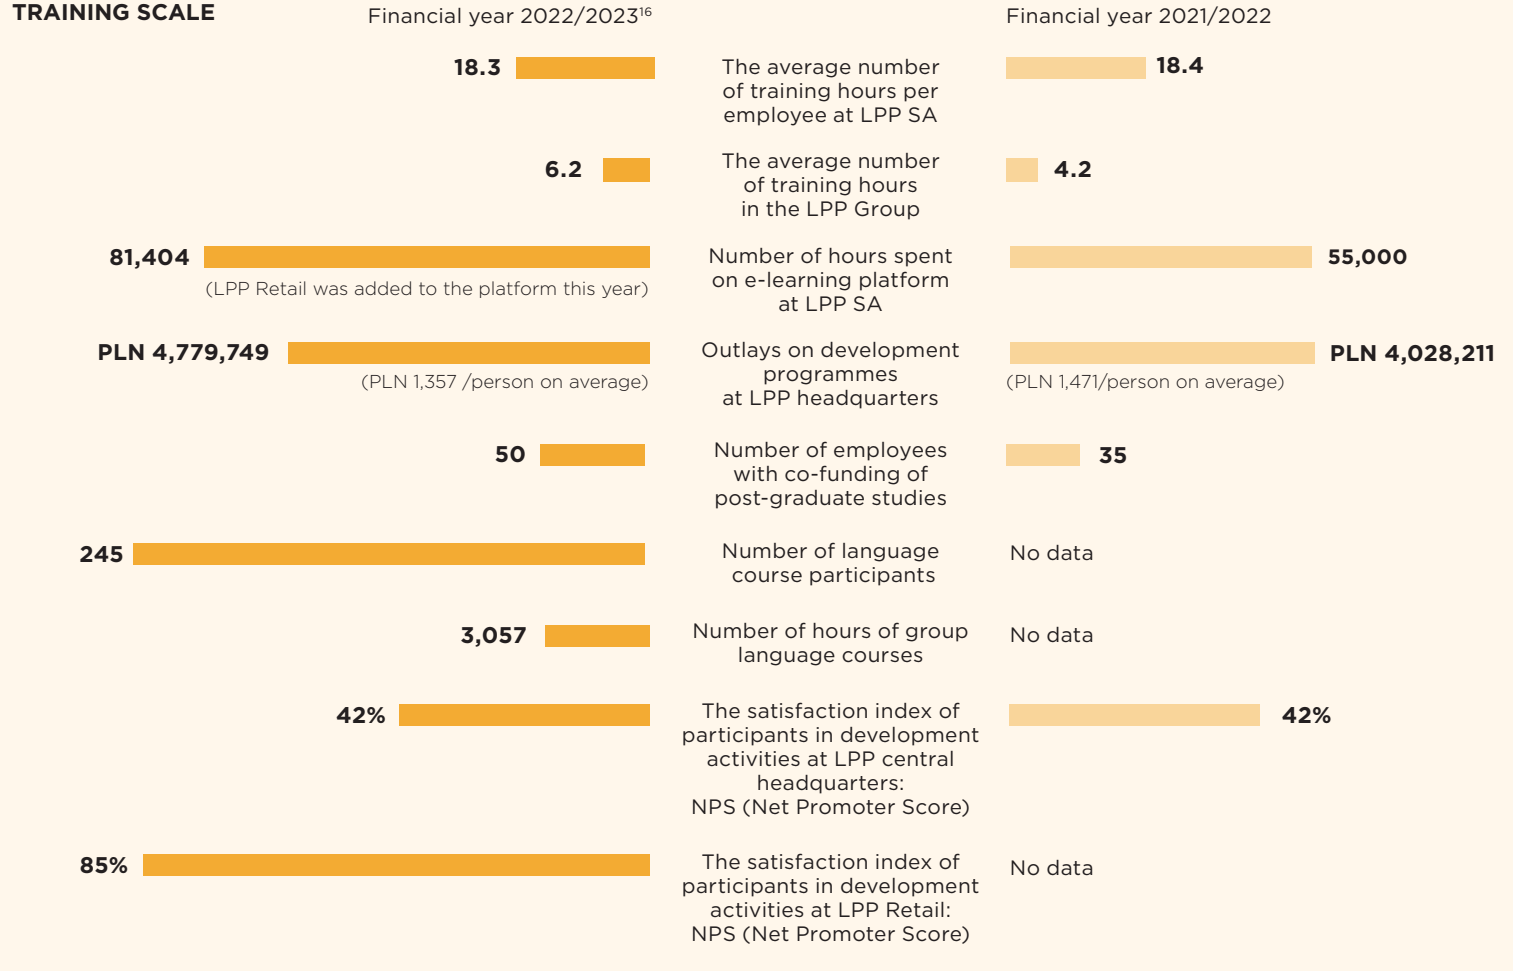 TRAINING SCALE
Financial year 2022/2023¹⁶
Financial year 2021/2022
18.3
The average number
of training hours per
employee at LPP SA
18.4
6.2
The average number
of training hours
in the LPP Group
4.2
81,404
(LPP Retail was added to the platform this year)
Number of hours spent
on e-learning platform
at LPP SA
55,000
PLN 4,779,749
(PLN 1,357 /person on average)
Outlays on development
programmes
at LPP headquarters
PLN 4,028,211
(PLN 1,471/person on average)
50
Number of employees
with co-funding of
post-graduate studies
35
245
Number of language
course participants
No data
3,057
Number of hours of group
language courses
No data
42%
The satisfaction index of
participants in development
activities at LPP central
headquarters:
NPS (Net Promoter Score)
42%
85%
The satisfaction index of
participants in development
activities at LPP Retail:
NPS (Net Promoter Score)
No data